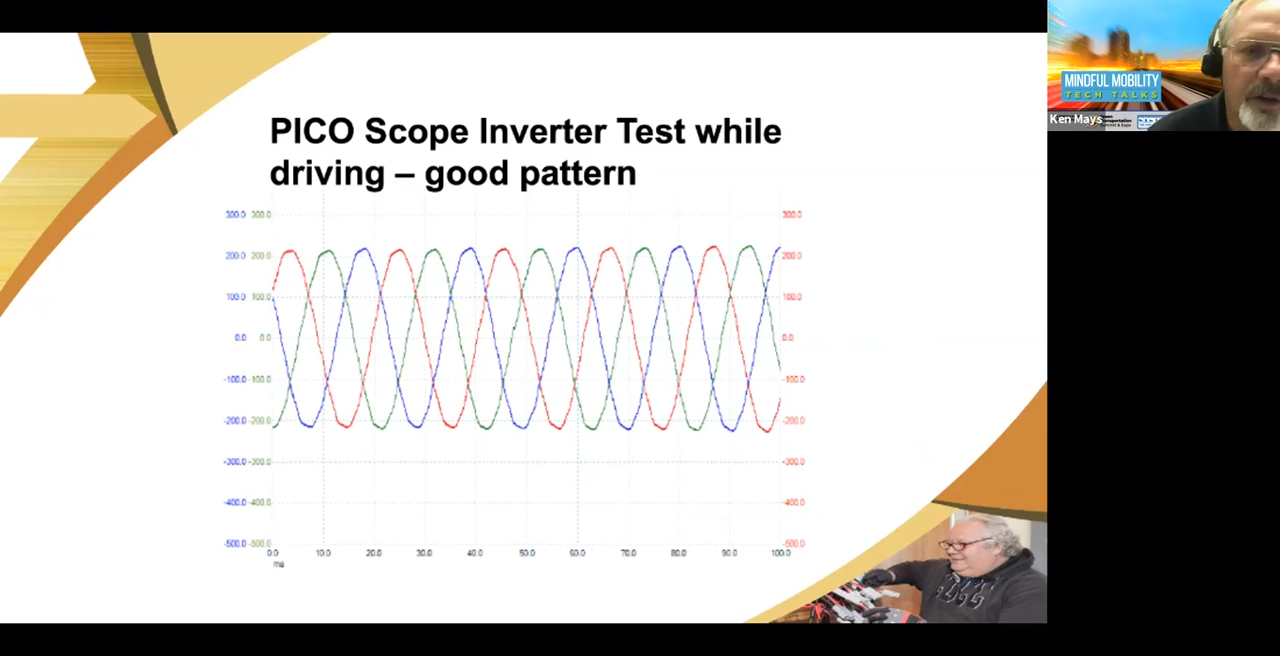 PICO Scope Inverter Test while
driving – good pattern
300.0 300.0 300.0
200.0 200.0 200.0
100.0 100.0 100.0
0.0 0.0 0.0
-100.0 -100.0 -100.0
-200.0 -200.0 -200.0
-300.0 -300.0 -300.0
-400.0 -400.0 -400.0
-500.0 -500.0 -500.0
0.0 10.0 20.0 30.0 40.0 50.0 60.0 70.0 80.0 90.0 100.0
ms
MINDFUL MOBILITY
TECH TALKS
Ken Mays